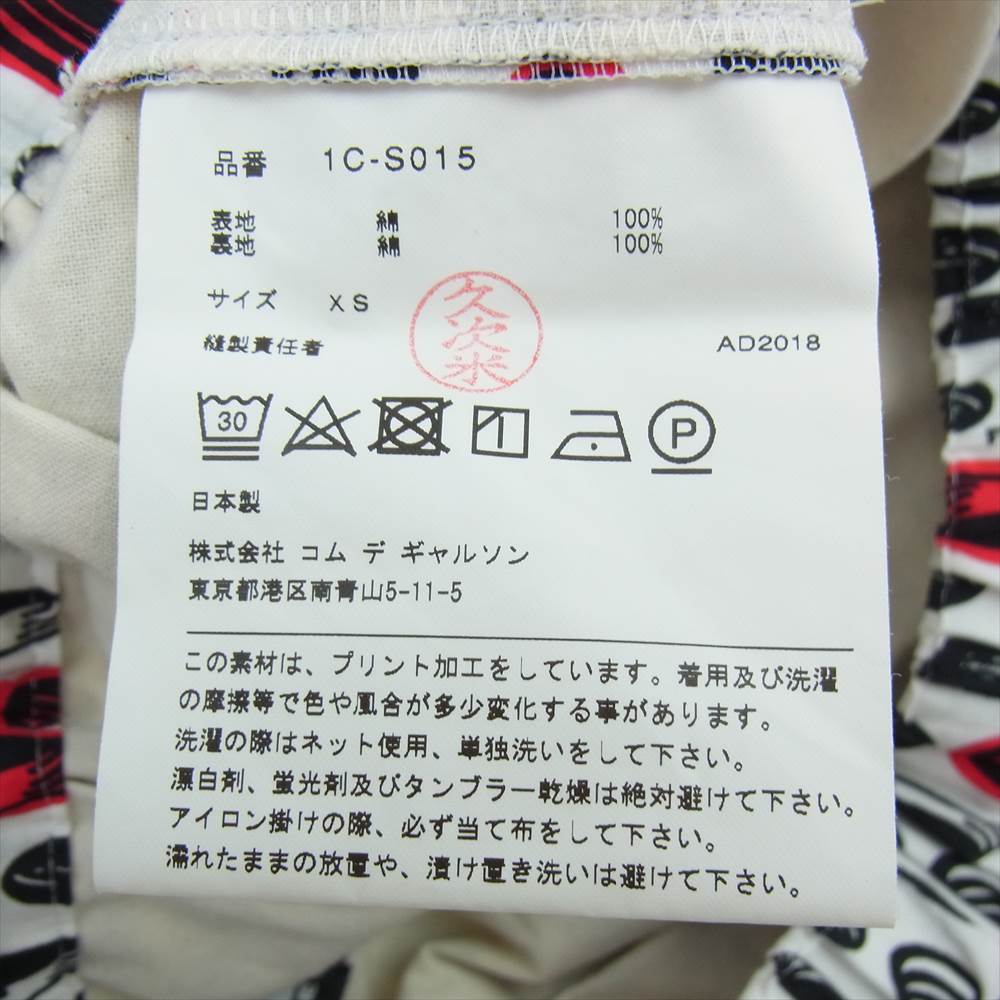 品番 1C-S015
表地 綿 100%
裏地 綿 100%
サイズ XS
縫製責任者 久次米 AD2018
30 P
日本製
株式会社 コム デ ギャルソン
東京都港区南青山5-11-5
この素材は、プリント加工をしています。着用及び洗濯
の摩擦等で色や風合が多少変化する事があります。
洗濯の際はネット使用、単独洗いをして下さい。
漂白剤、蛍光剤及びタンブラー乾燥は絶対避けて下さい。
アイロン掛けの際、必ず当て布をして下さい。
濡れたままの放置や、漬け置き洗いは避けて下さい。